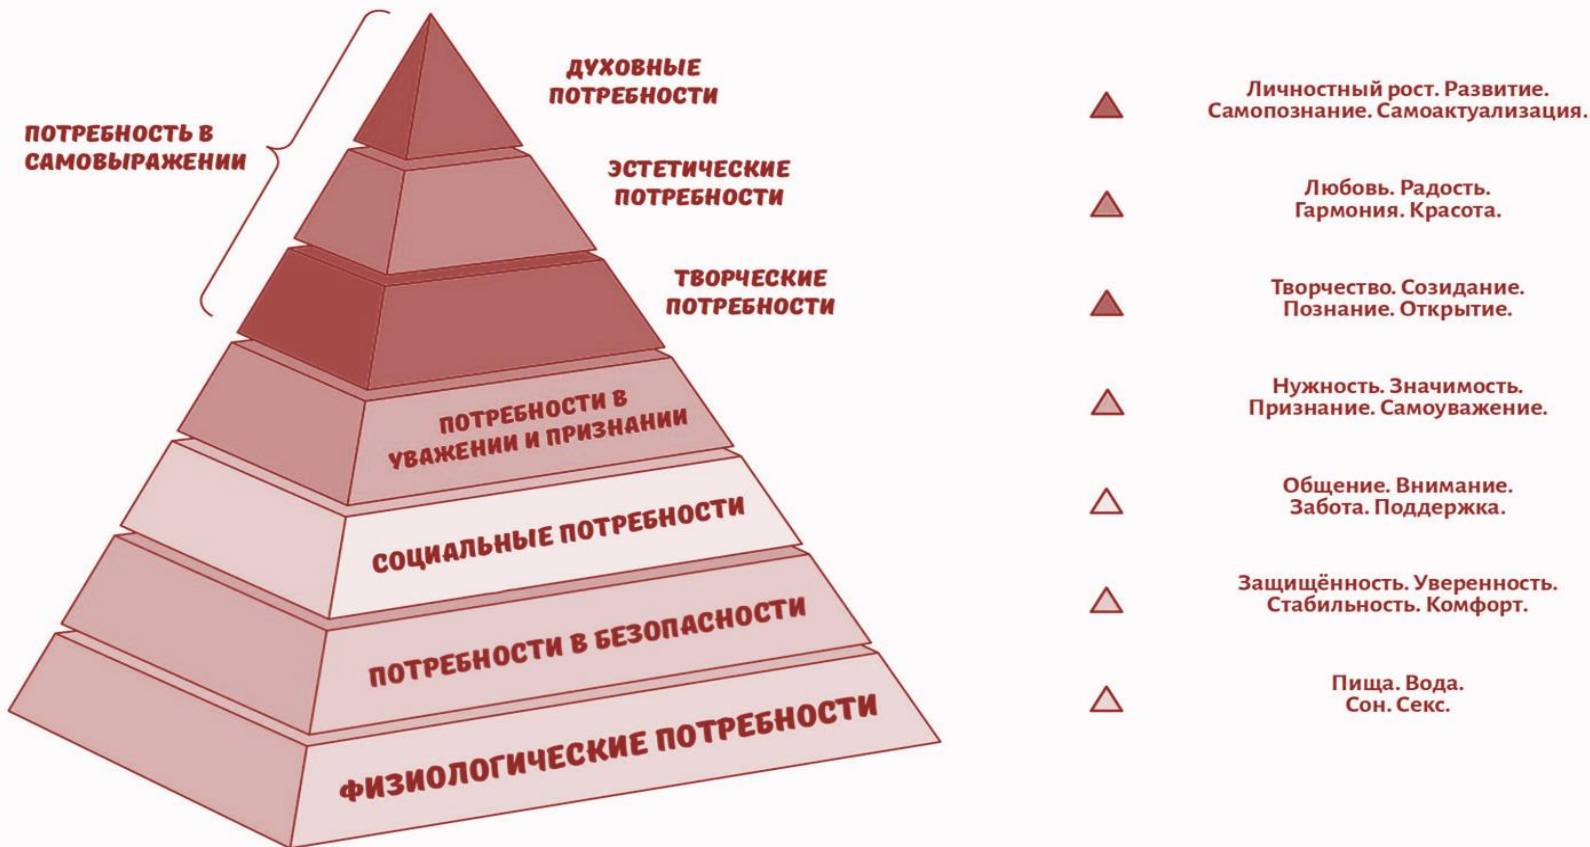 ДУХОВНЫЕ
ПОТРЕБНОСТИ
ПОТРЕБНОСТЬ В
САМОВЫРАЖЕНИИ
ЭСТЕТИЧЕСКИЕ
ПОТРЕБНОСТИ
ТВОРЧЕСКИЕ
ПОТРЕБНОСТИ
ПОТРЕБНОСТИ В
УВАЖЕНИИ И ПРИЗНАНИИ
СОЦИАЛЬНЫЕ ПОТРЕБНОСТИ
ПОТРЕБНОСТИ В БЕЗОПАСНОСТИ
ФИЗИОЛОГИЧЕСКИЕ ПОТРЕБНОСТИ
Личностный рост. Развитие.
Самопознание. Самоактуализация.
Любовь. Радость.
Гармония. Красота.
Творчество. Созидание.
Познание. Открытие.
Нужность. Значимость.
Признание. Самоуважение.
Общение. Внимание.
Забота. Поддержка.
Защищённость. Уверенность.
Стабильность. Комфорт.
Пища. Вода.
Сон. Секс.